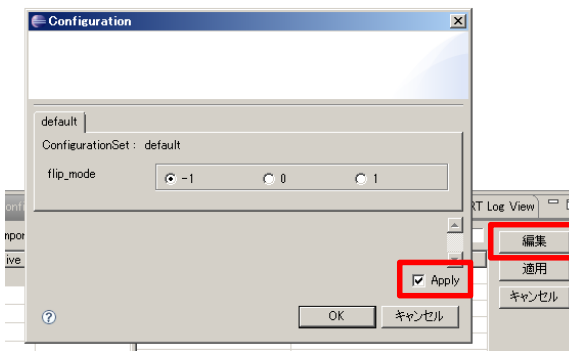 Configuration
default
ConfigurationSet : default
flip_mode
-1
0
1
RT Log View
編集
ive
適用
Apply
キャンセル
OK
キャンセル